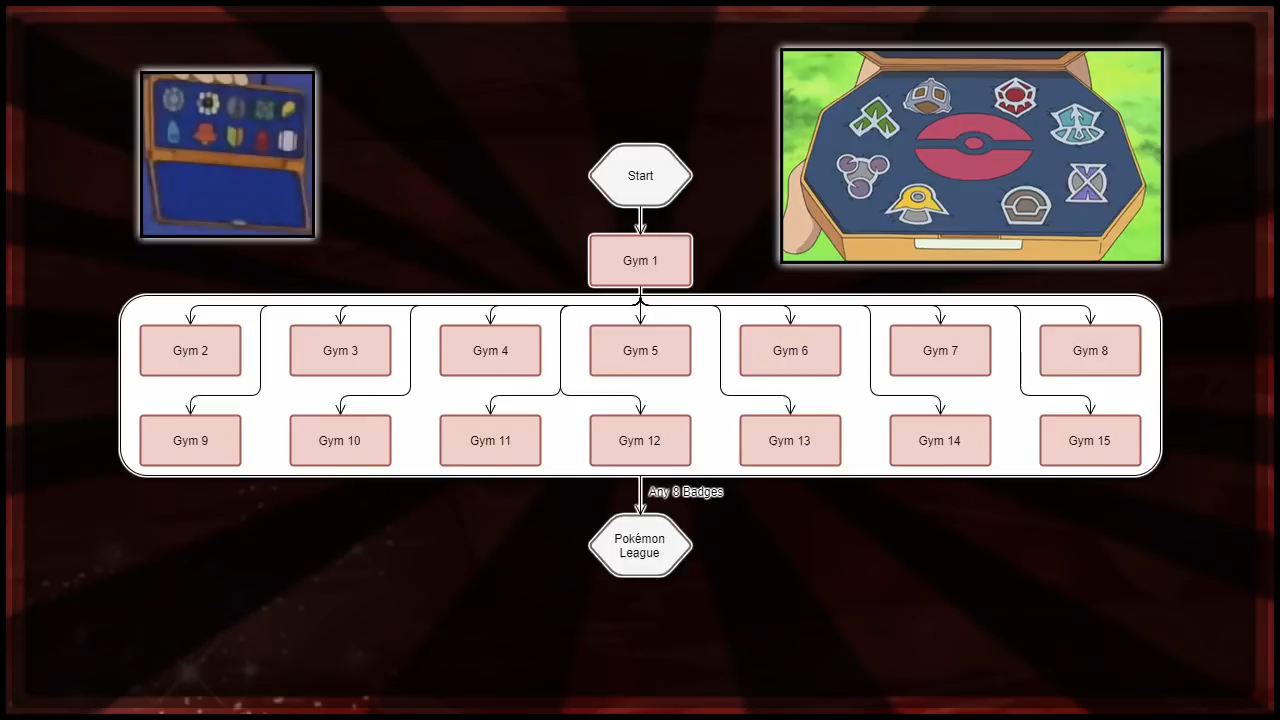 Start
Gym 1
Gym 2
Gym 3
Gym 4
Gym 5
Gym 6
Gym 7
Gym 8
Gym 9
Gym 10
Gym 11
Gym 12
Gym 13
Gym 14
Gym 15
Any 8 Badges
Pokémon
League